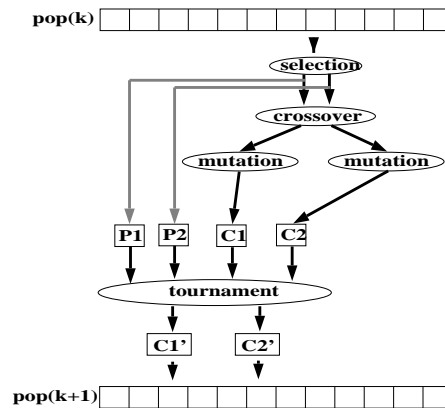 pop(k)
selection
crossover
mutation mutation
P1 P2 C1 C2
tournament
C1' C2'
pop(k+1)